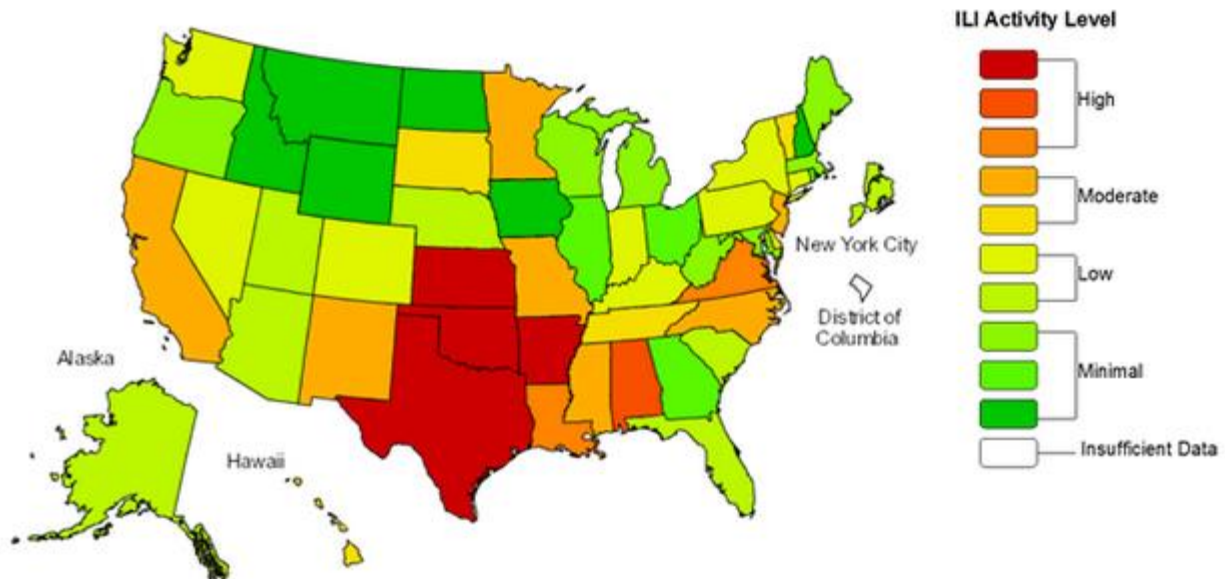 ILI Activity Level
High
Moderate
Low
Minimal
Insufficient Data
New York City
District of
Columbia
Alaska
Hawaii